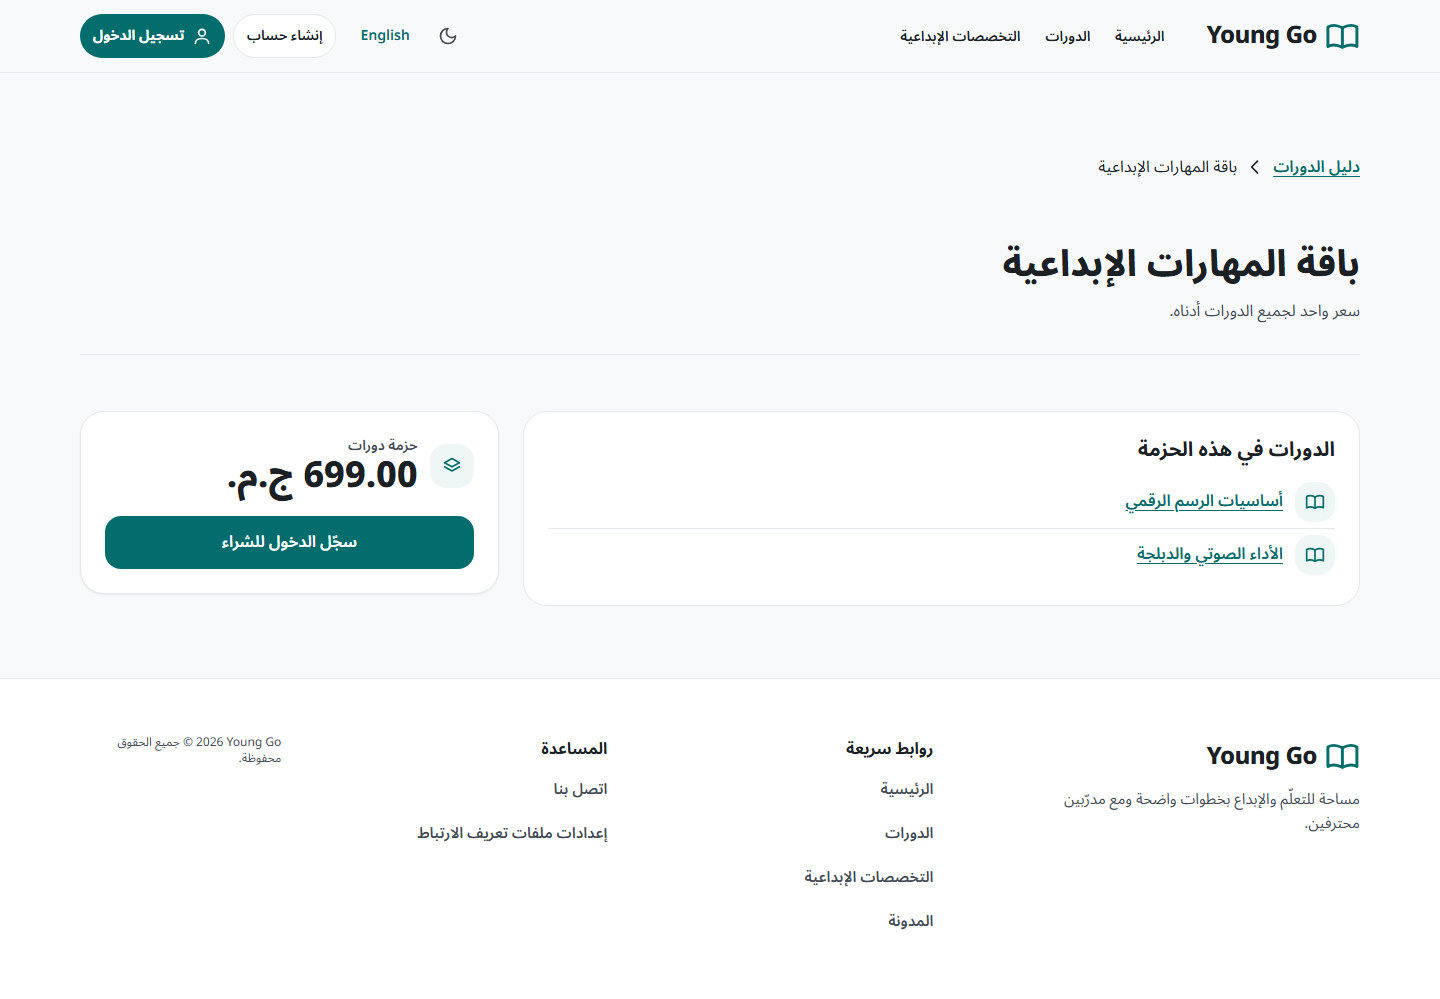 Young Go
الرئيسية
الدورات
التخصصات الإبداعية
English
إنشاء حساب
تسجيل الدخول
دليل الدورات
باقة المهارات الإبداعية
باقة المهارات الإبداعية
سعر واحد لجميع الدورات أدناه.
الدورات في هذه الحزمة
أساسيات الرسم الرقمي
الأداء الصوتي والدبلجة
حزمة دورات
699.00 ج.م.
سجّل الدخول للشراء
Young Go
مساحة للتعلّم والإبداع بخطوات واضحة ومع مدرّبين
محترفين.
روابط سريعة
الرئيسية
الدورات
التخصصات الإبداعية
المدونة
المساعدة
اتصل بنا
إعدادات ملفات تعريف الارتباط
2026 Young Go © جميع الحقوق
محفوظة.